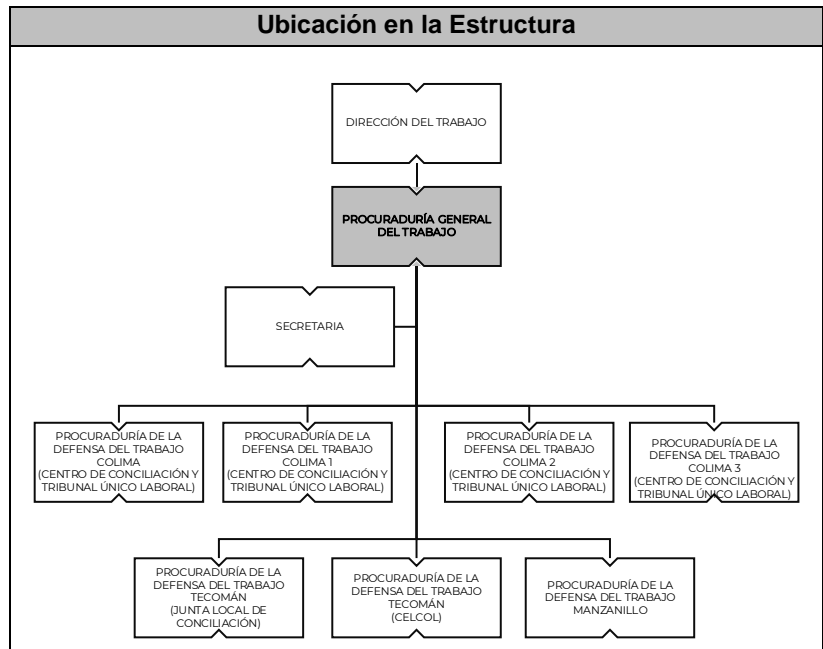 Ubicación en la Estructura
DIRECCIÓN DEL TRABAJO
PROCURADURÍA GENERAL
DEL TRABAJO
SECRETARIA
PROCURADURÍA DE LA
DEFENSA DEL TRABAJO
COLIMA
(CENTRO DE CONCILIACIÓN Y
TRIBUNAL ÚNICO LABORAL)
PROCURADURÍA DE LA
DEFENSA DEL TRABAJO
COLIMA 1
(CENTRO DE CONCILIACIÓN Y
TRIBUNAL ÚNICO LABORAL)
PROCURADURÍA DE LA
DEFENSA DEL TRABAJO
COLIMA 2
(CENTRO DE CONCILIACIÓN Y
TRIBUNAL ÚNICO LABORAL)
PROCURADURÍA DE LA
DEFENSA DEL TRABAJO
COLIMA 3
(CENTRO DE CONCILIACIÓN Y
TRIBUNAL ÚNICO LABORAL)
PROCURADURÍA DE LA
DEFENSA DEL TRABAJO
TECOMÁN
(JUNTA LOCAL DE
CONCILIACIÓN)
PROCURADURÍA DE LA
DEFENSA DEL TRABAJO
TECOMÁN
(CELCOL)
PROCURADURÍA DE LA
DEFENSA DEL TRABAJO
MANZANILLO